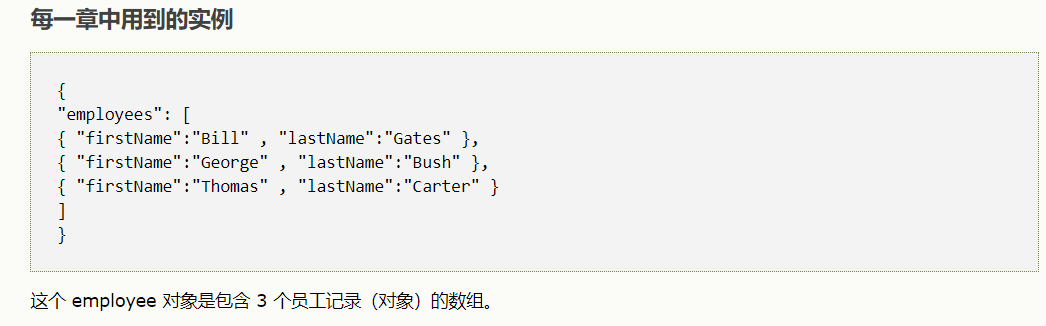 每一章中用到的实例
{
"employees": [
{ "firstName":"Bill" , "lastName":"Gates" },
{ "firstName":"George" , "lastName":"Bush" },
{ "firstName":"Thomas" , "lastName":"Carter" }
]
}
这个 employee 对象是包含 3 个员工记录（对象）的数组。